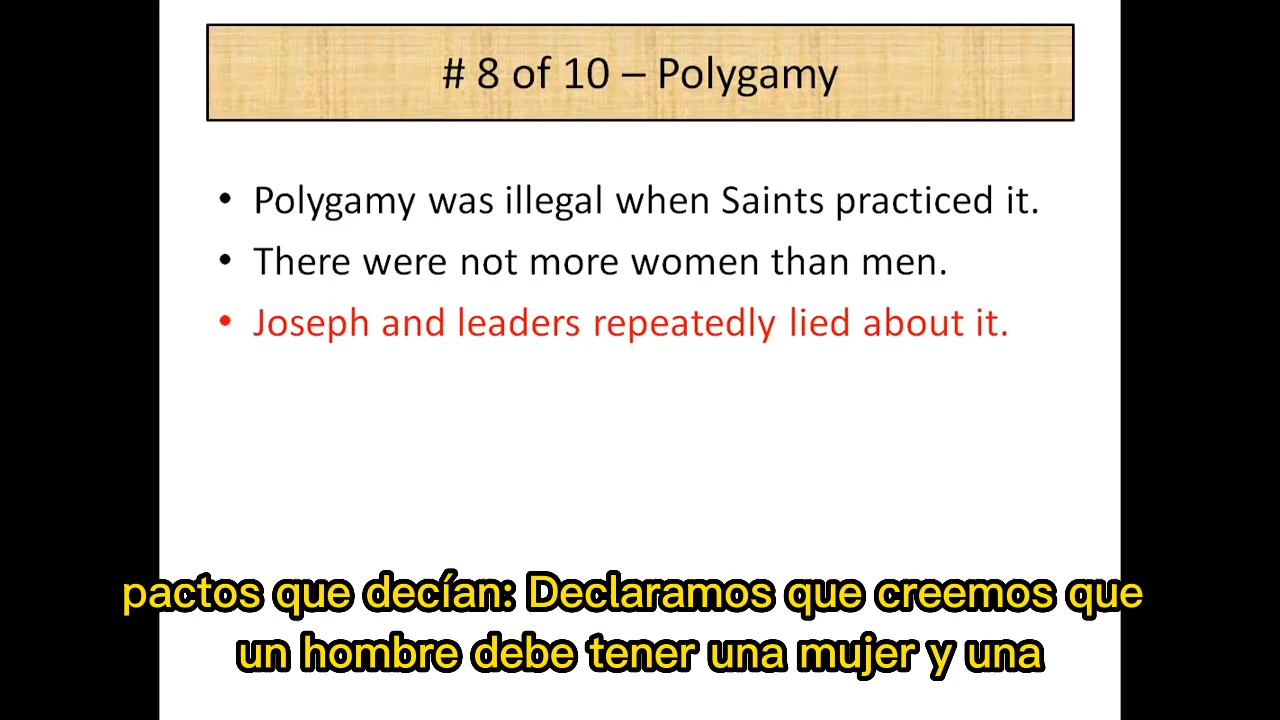 # 8 of 10 – Polygamy
• Polygamy was illegal when Saints practiced it.
• There were not more women than men.
• Joseph and leaders repeatedly lied about it.
pactos que decían: Declaramos que creemos que
un hombre debe tener una mujer y una